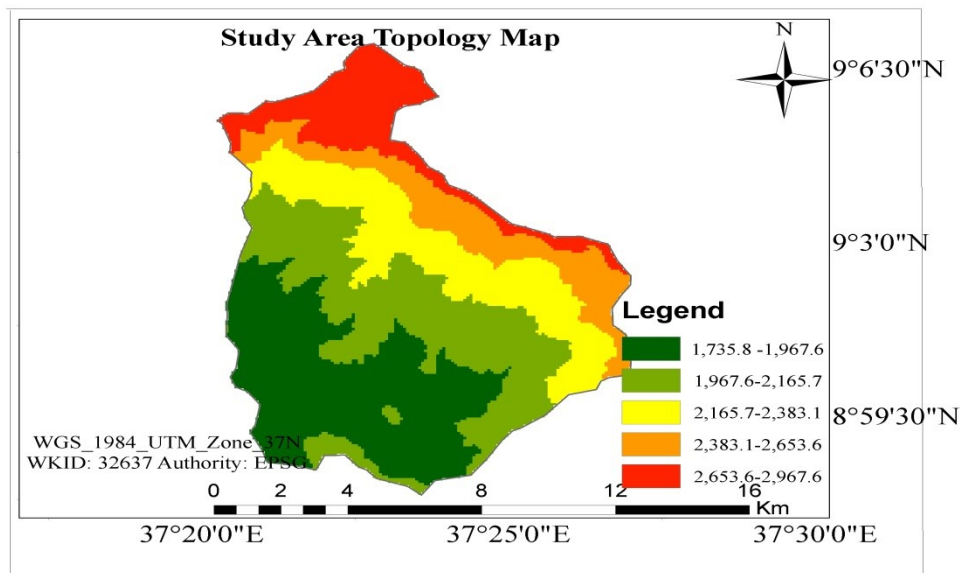 Study Area Topology Map
N
9°6'30"N
9°3'0"N
Legend
1,735.8 -1,967.6
1,967.6-2,165.7
2,165.7-2,383.1
8°59'30"N
2,383.1-2,653.6
WGS_1984_UTM_Zone_37N
WKID: 32637 Authority: EPSG
2,653.6-2,967.6
0 2 4 8 12 16
Km
37°20'0"E 37°25'0"E 37°30'0"E